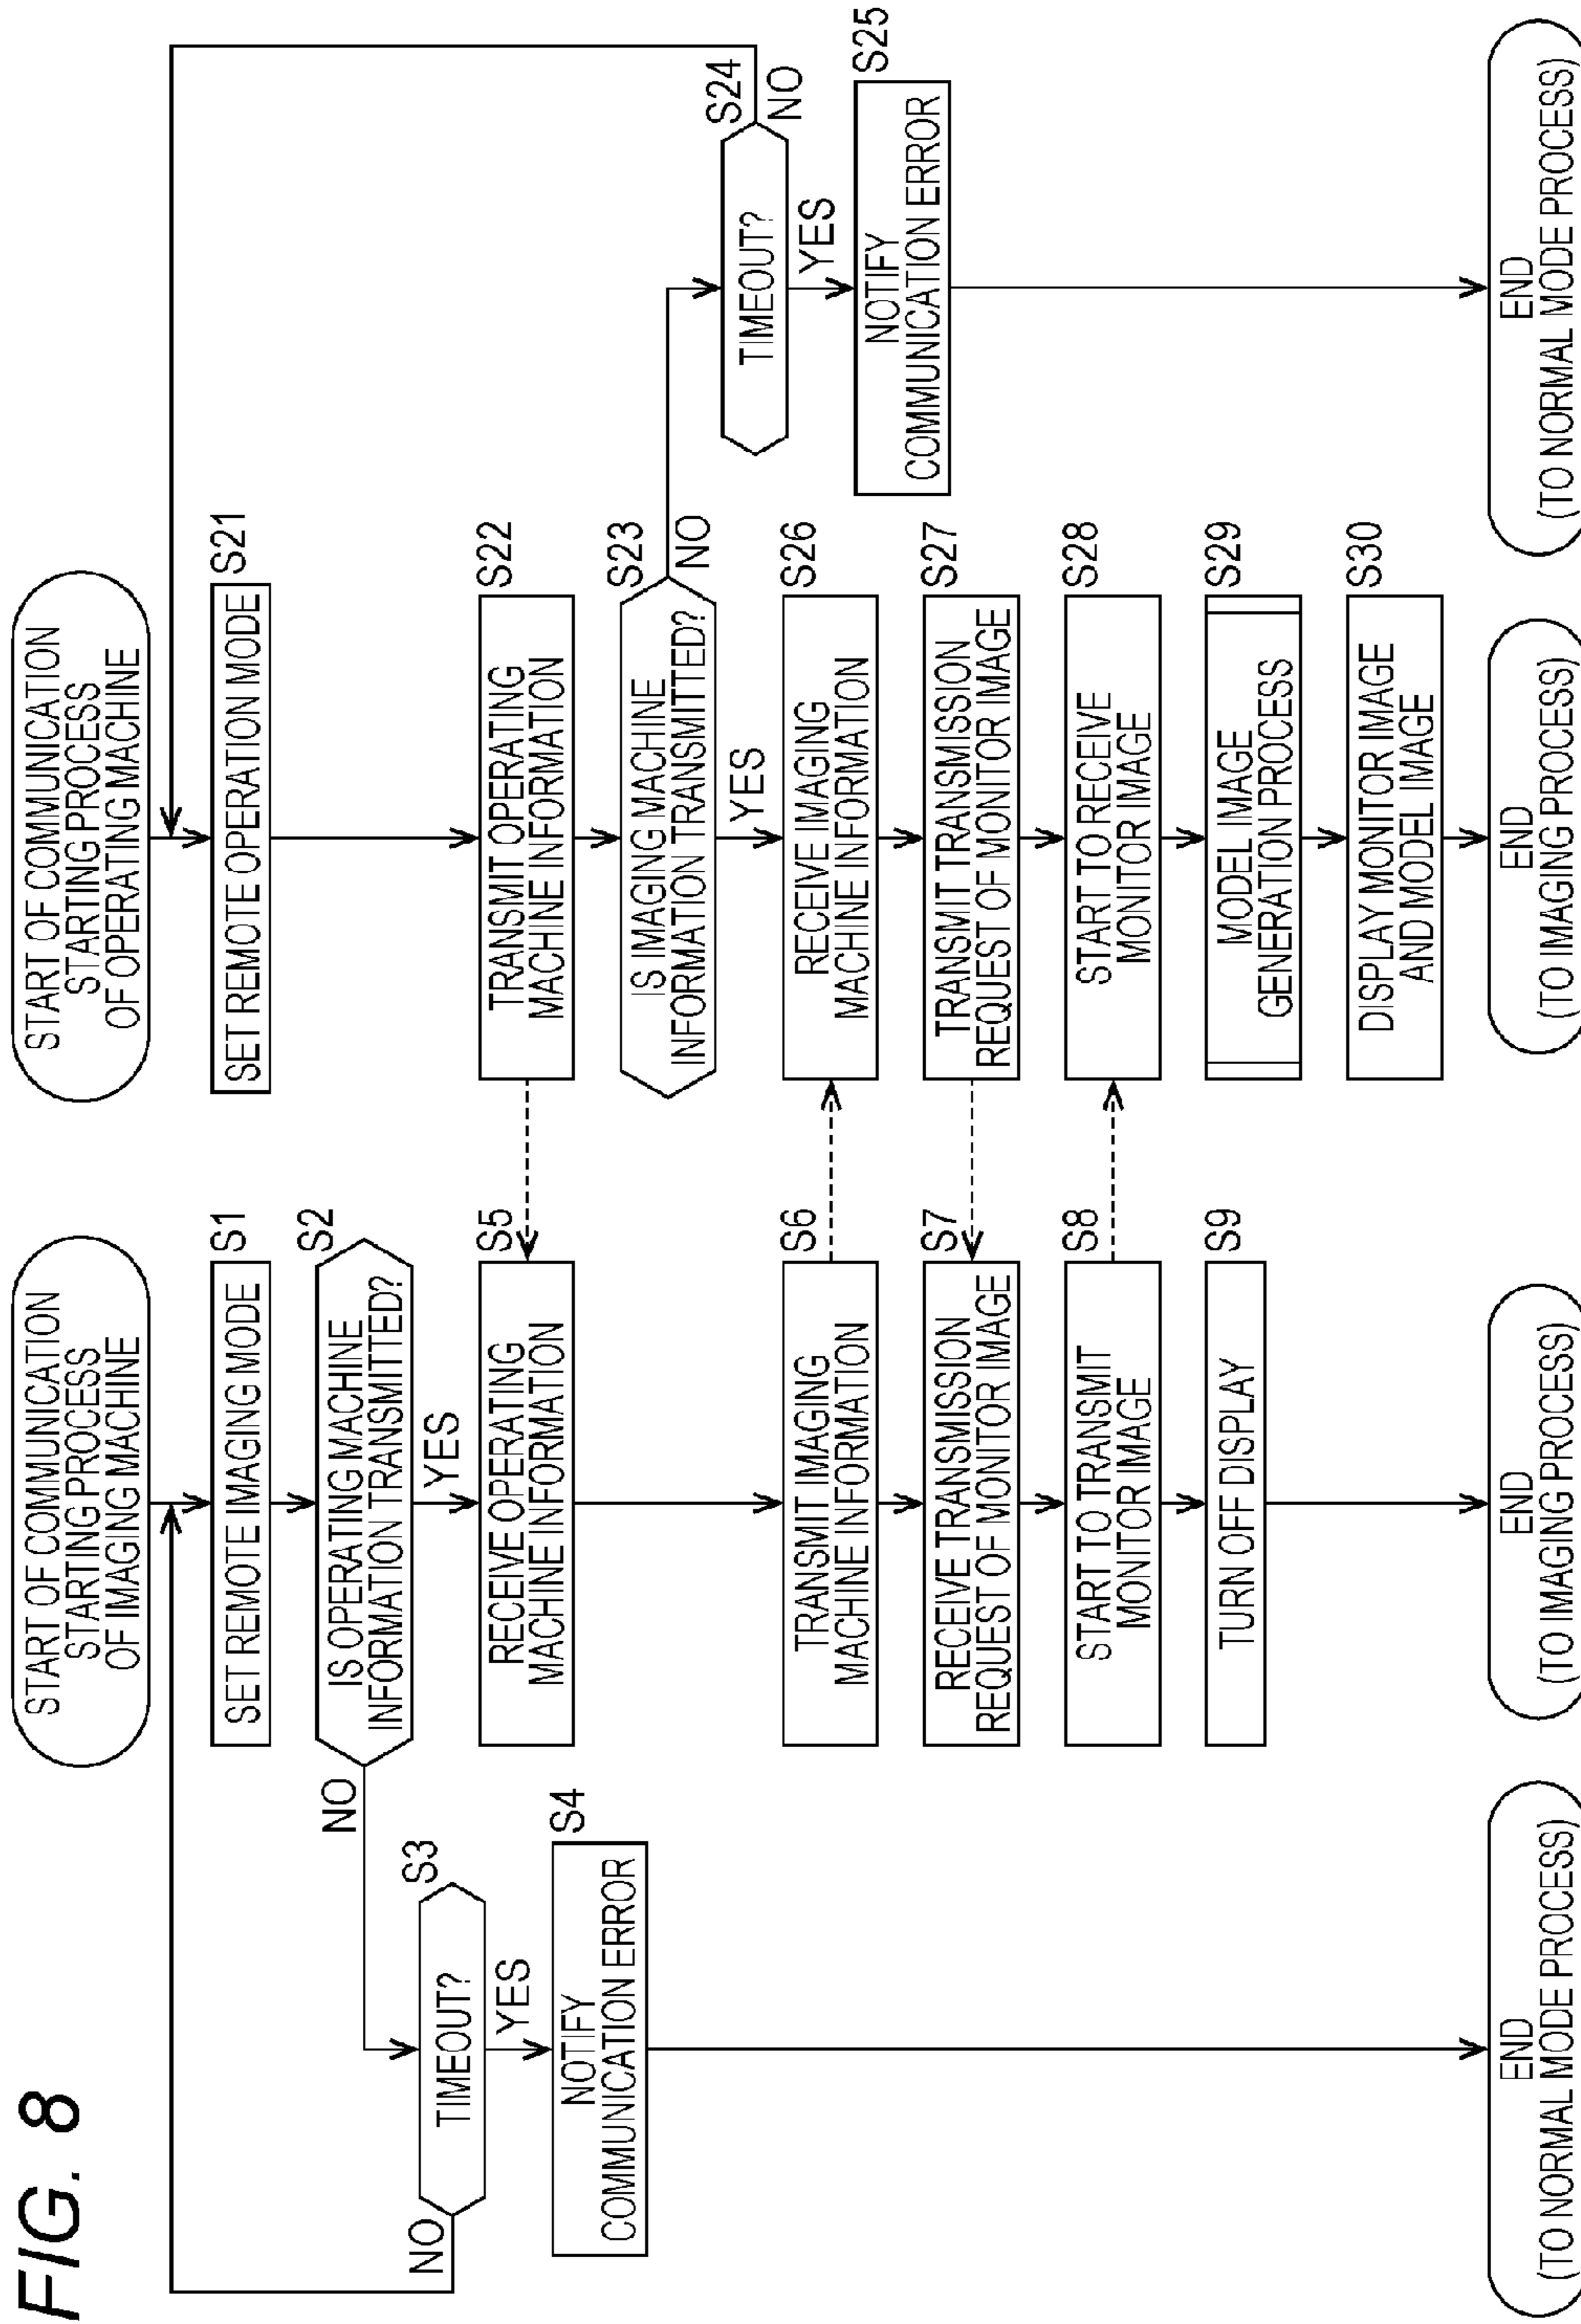 FIG. 8
START OF COMMUNICATION
STARTING PROCESS
OF IMAGING MACHINE
SET REMOTE IMAGING MODE
S1
IS OPERATING MACHINE
INFORMATION TRANSMITTED?
S2
NO
YES
TIMEOUT?
S3
NO
YES
NOTIFY
COMMUNICATION ERROR
S4
END
(TO NORMAL MODE PROCESS)
RECEIVE OPERATING
MACHINE INFORMATION
S5
TRANSMIT IMAGING
MACHINE INFORMATION
S6
RECEIVE TRANSMISSION
REQUEST OF MONITOR IMAGE
S7
START TO TRANSMIT
MONITOR IMAGE
S8
TURN OFF DISPLAY
S9
END
(TO IMAGING PROCESS)
START OF COMMUNICATION
STARTING PROCESS
OF OPERATING MACHINE
SET REMOTE OPERATION MODE
S21
TRANSMIT OPERATING
MACHINE INFORMATION
S22
IS IMAGING MACHINE
INFORMATION TRANSMITTED?
S23
NO
YES
TIMEOUT?
S24
NO
YES
NOTIFY
COMMUNICATION ERROR
S25
END
(TO NORMAL MODE PROCESS)
RECEIVE IMAGING
MACHINE INFORMATION
S26
TRANSMIT TRANSMISSION
REQUEST OF MONITOR IMAGE
S27
START TO RECEIVE
MONITOR IMAGE
S28
MODEL IMAGE
GENERATION PROCESS
S29
DISPLAY MONITOR IMAGE
AND MODEL IMAGE
S30
END
(TO IMAGING PROCESS)